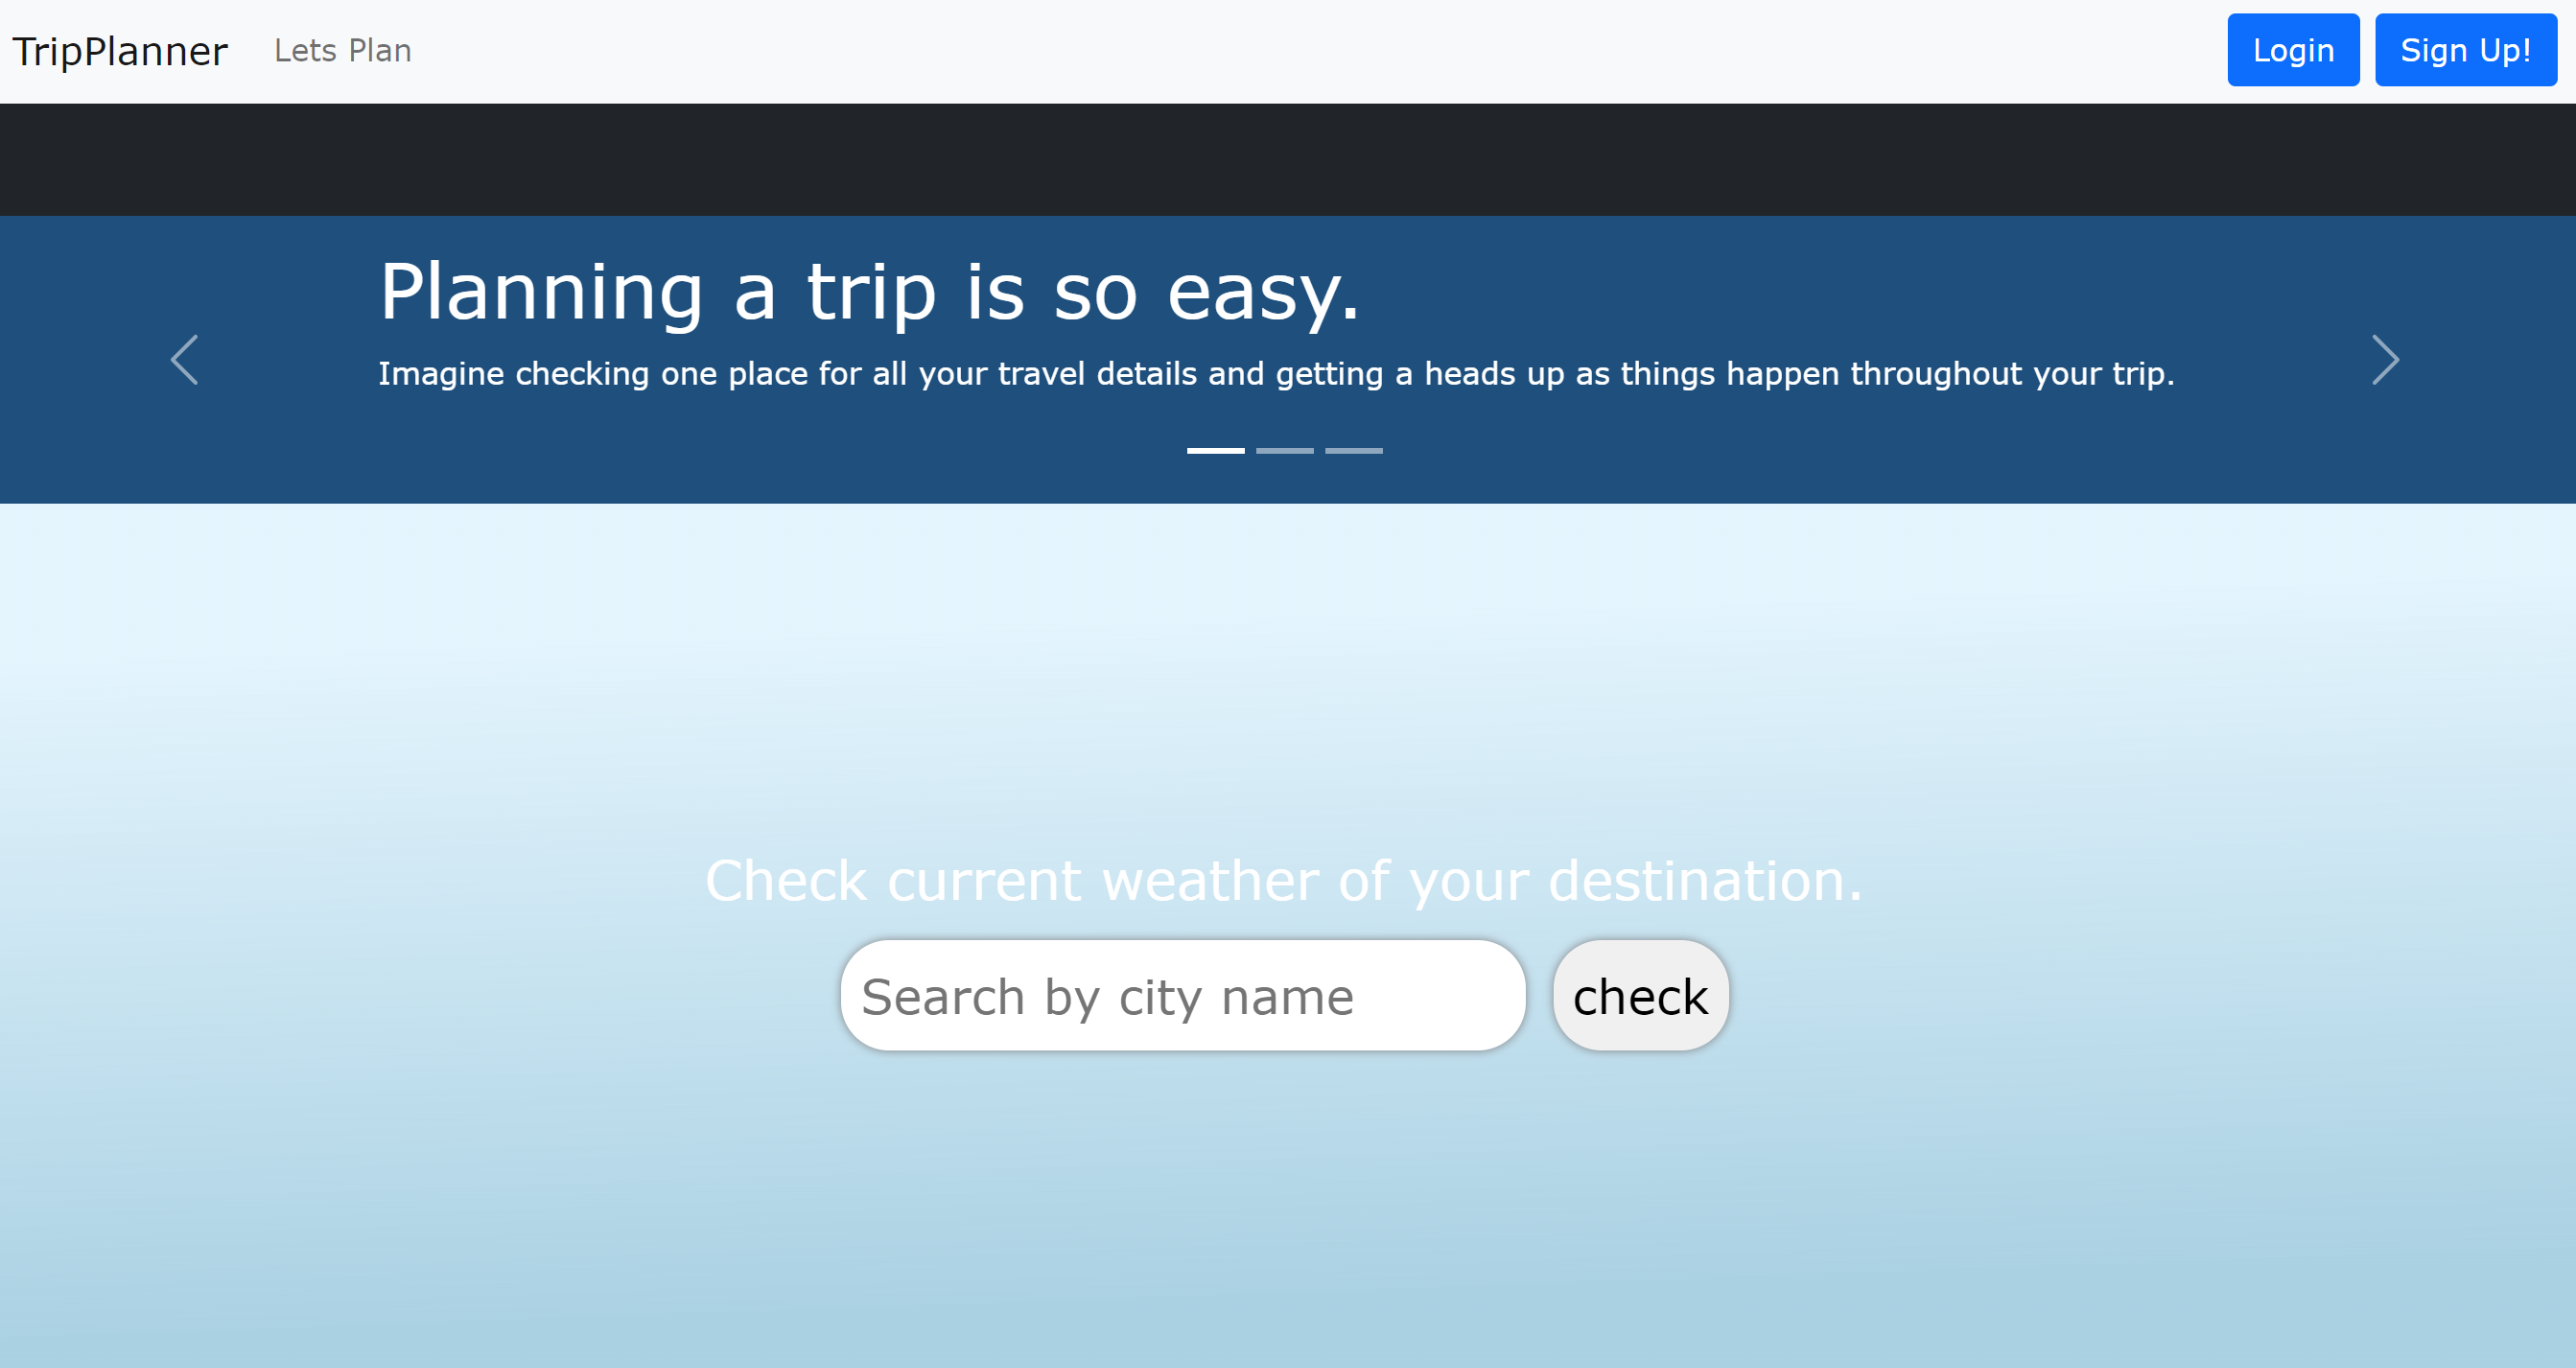 TripPlanner Lets Plan Login Sign Up!
Planning a trip is so easy.
Imagine checking one place for all your travel details and getting a heads up as things happen throughout your trip.
Check current weather of your destination.
Search by city name check